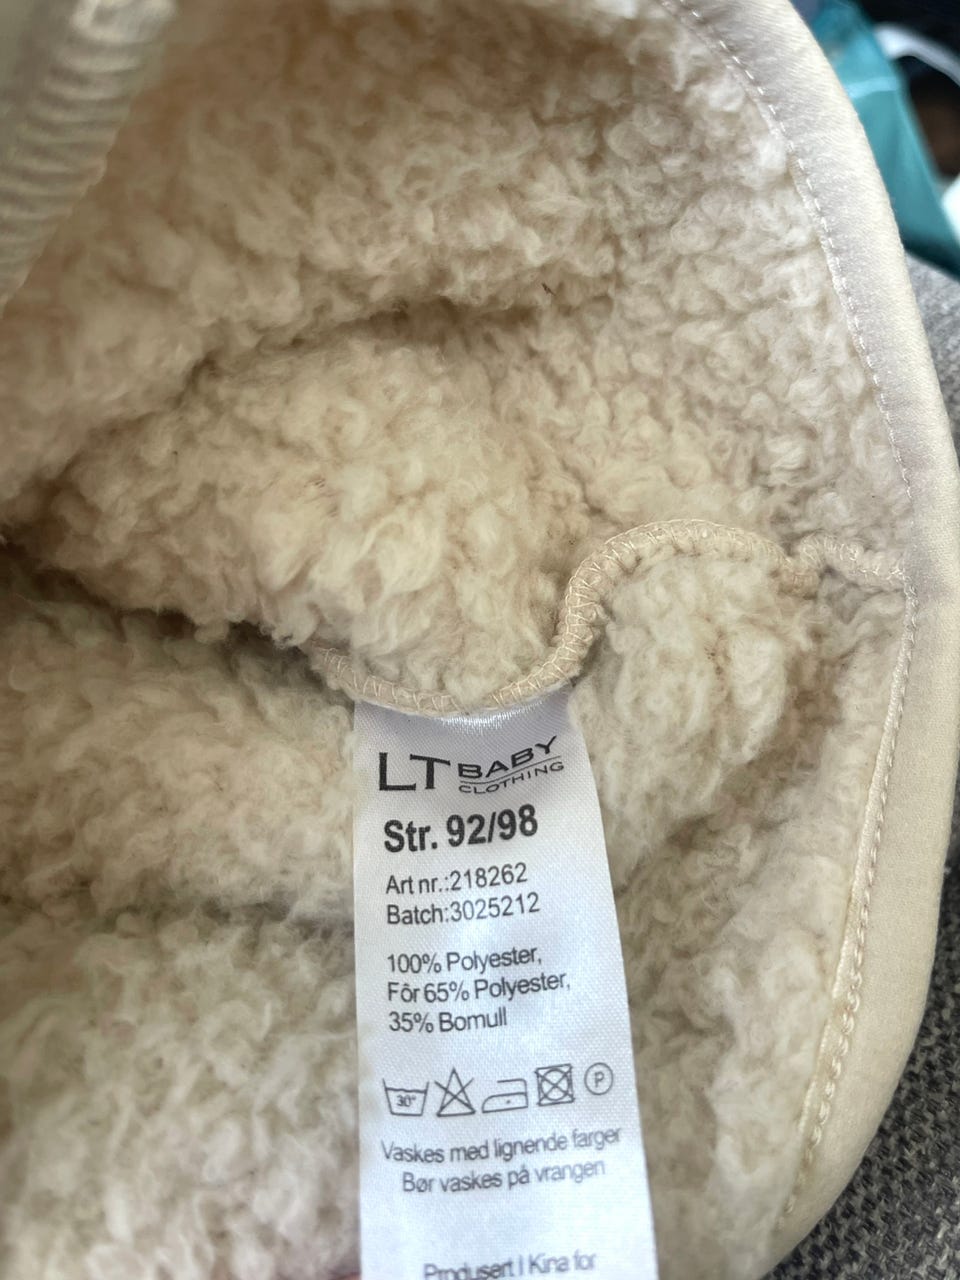 LT BABY
CLOTHING
Str. 92/98
Art nr.:218262
Batch:3025212
100% Polyester,
Fôr 65% Polyester,
35% Bomull
30° P
Vaskes med lignende farger
Bør vaskes på vrangen
Produsert I Kina for